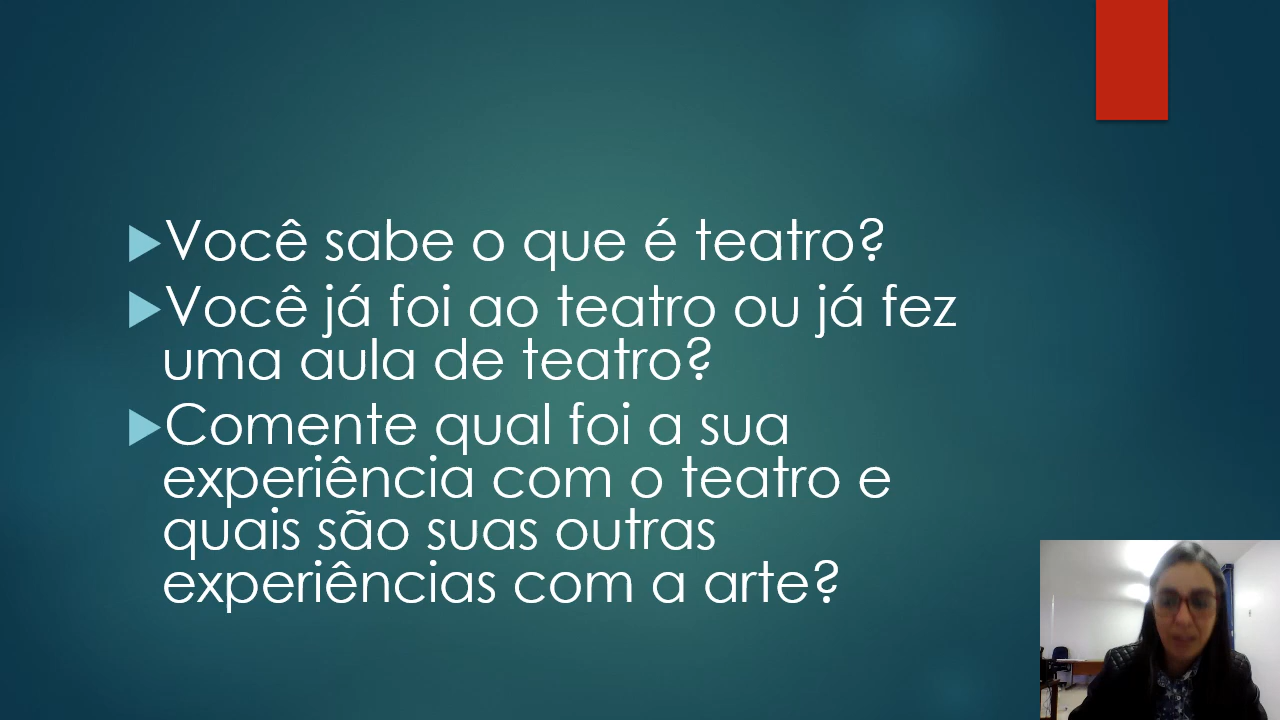 Você sabe o que é teatro?
Você já foi ao teatro ou já fez
uma aula de teatro?
Comente qual foi a sua
experiência com o teatro e
quais são suas outras
experiências com a arte?